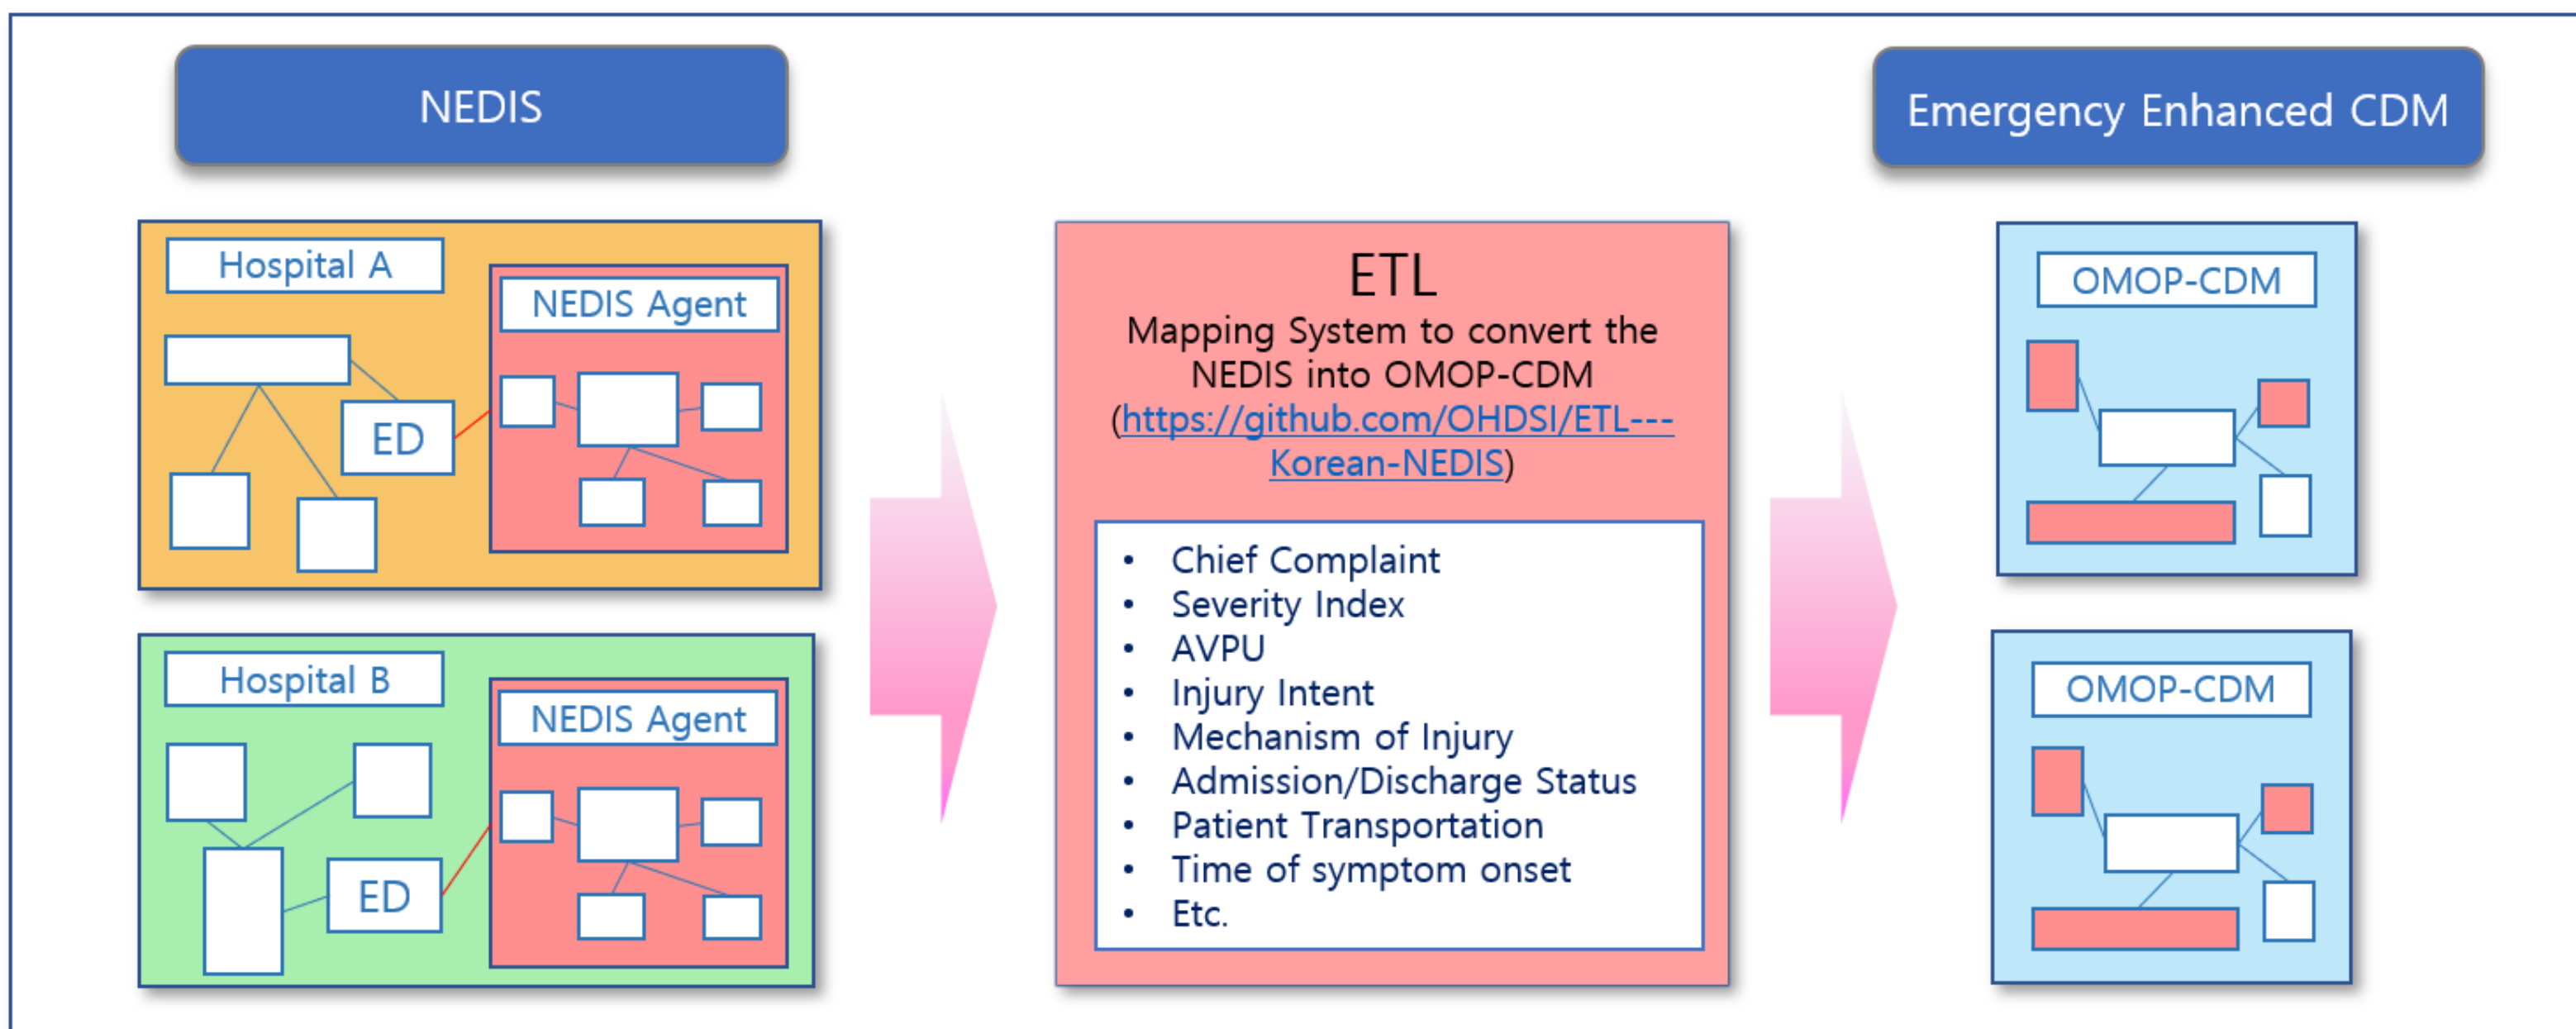 NEDIS
Emergency Enhanced CDM
Hospital A
NEDIS Agent
ED
Hospital B
NEDIS Agent
ED
ETL
Mapping System to convert the
NEDIS into OMOP-CDM
(https://github.com/OHDSI/ETL---
Korean-NEDIS)
• Chief Complaint
• Severity Index
• AVPU
• Injury Intent
• Mechanism of Injury
• Admission/Discharge Status
• Patient Transportation
• Time of symptom onset
• Etc.
OMOP-CDM
OMOP-CDM